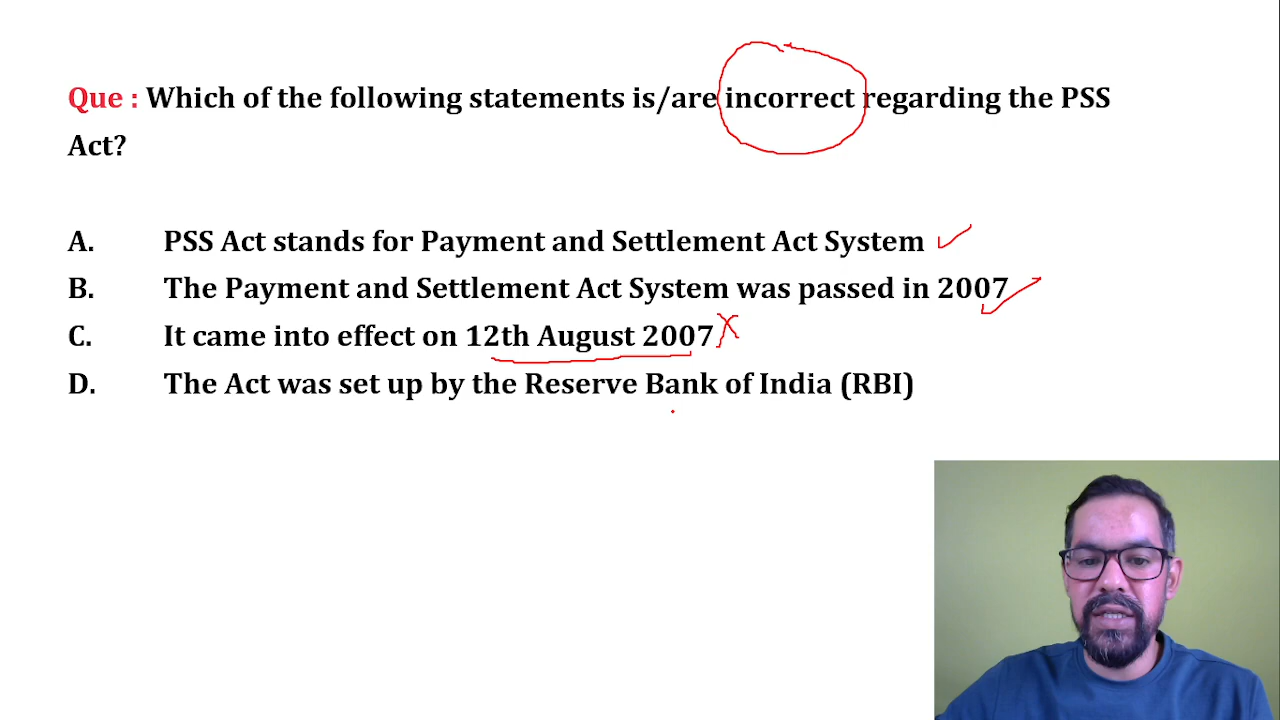 Que : Which of the following statements is/are incorrect regarding the PSS
Act?
A. PSS Act stands for Payment and Settlement Act System
B. The Payment and Settlement Act System was passed in 2007
C. It came into effect on 12th August 2007
D. The Act was set up by the Reserve Bank of India (RBI)